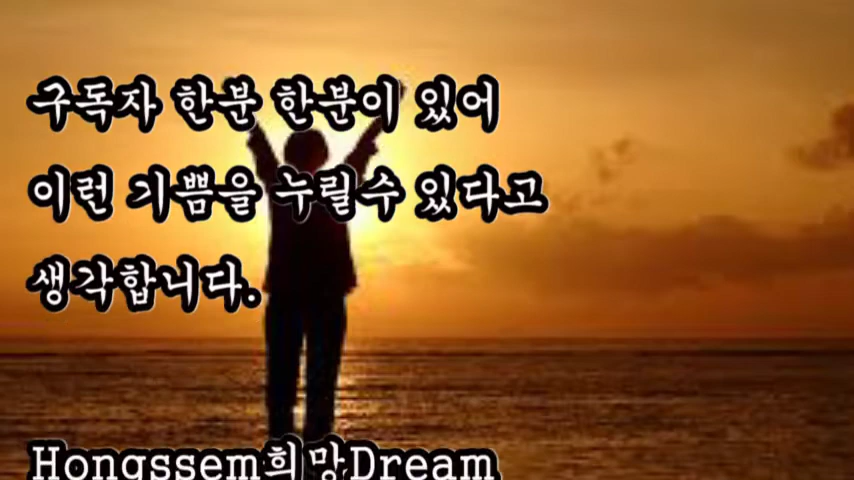 구독자 한분 한분이 있어
이런 기쁨을 누릴수 있다고
생각합니다.
Hongssem희망Dream